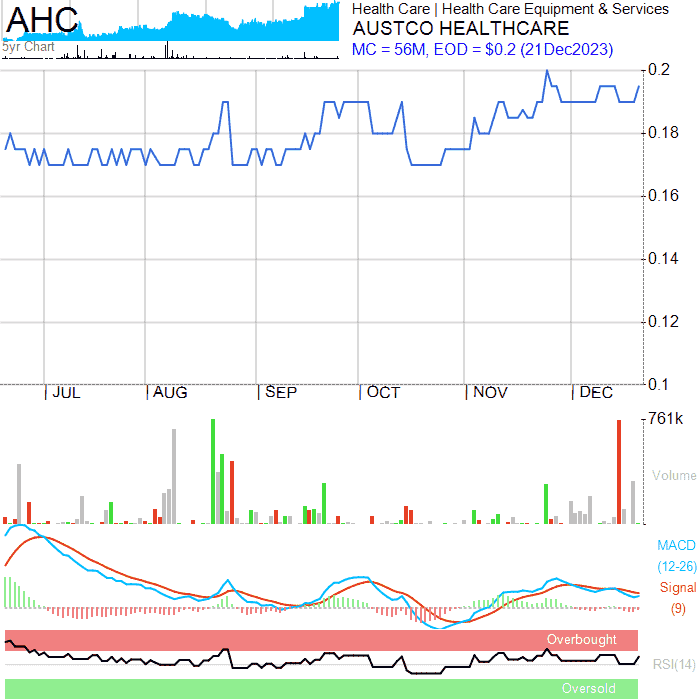 AHC
5yr Chart
Health Care | Health Care Equipment & Services
AUSTCO HEALTHCARE
MC = 56M, EOD = $0.2 (21Dec2023)
0.2
0.18
0.16
0.14
0.12
0.1
JUL
AUG
SEP
OCT
NOV
DEC
761k
Volume
MACD
(12-26)
Signal
(9)
Overbought
RSI(14)
Oversold